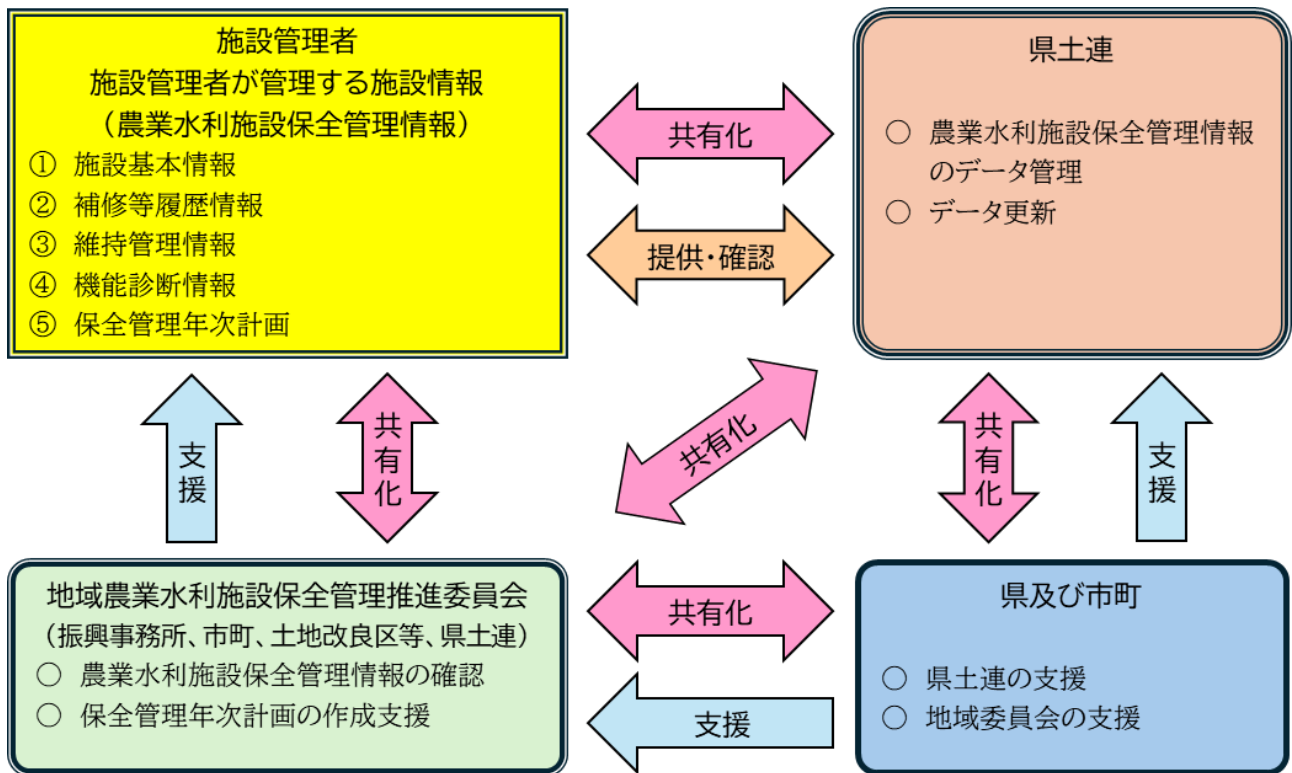 施設管理者
施設管理者が管理する施設情報
（農業水利施設保全管理情報）
① 施設基本情報
② 補修等履歴情報
③ 維持管理情報
④ 機能診断情報
⑤ 保全管理年次計画
共有化
提供・確認
県土連
○ 農業水利施設保全管理情報
のデータ管理
○ データ更新
支援
共有化
共有化
共有化
支援
地域農業水利施設保全管理推進委員会
（振興事務所、市町、土地改良区等、県土連）
○ 農業水利施設保全管理情報の確認
○ 保全管理年次計画の作成支援
共有化
支援
県及び市町
○ 県土連の支援
○ 地域委員会の支援